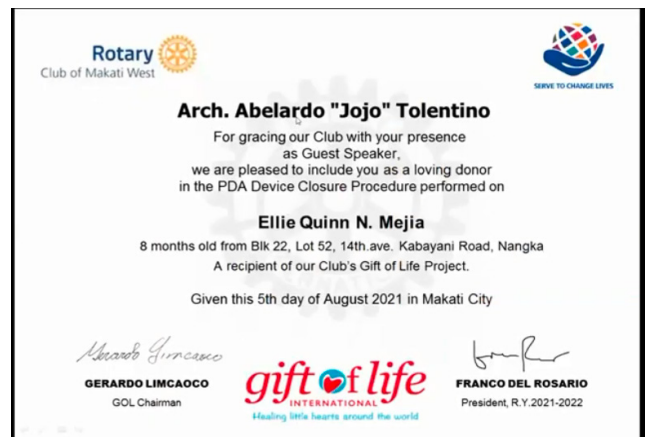 Rotary
Club of Makati West
SERVE TO CHANGE LIVES
Arch. Abelardo "Jojo" Tolentino
For gracing our Club with your presence
as Guest Speaker,
we are pleased to include you as a loving donor
in the PDA Device Closure Procedure performed on
Ellie Quinn N. Mejia
8 months old from Blk 22, Lot 52, 14th.ave. Kabayani Road, Nangka
A recipient of our Club's Gift of Life Project.
Given this 5th day of August 2021 in Makati City
Gerardo Limcaoco
GERARDO LIMCAOCO
GOL Chairman
gift of life
INTERNATIONAL
Healing little hearts around the world
FRANCO DEL ROSARIO
President, R.Y.2021-2022